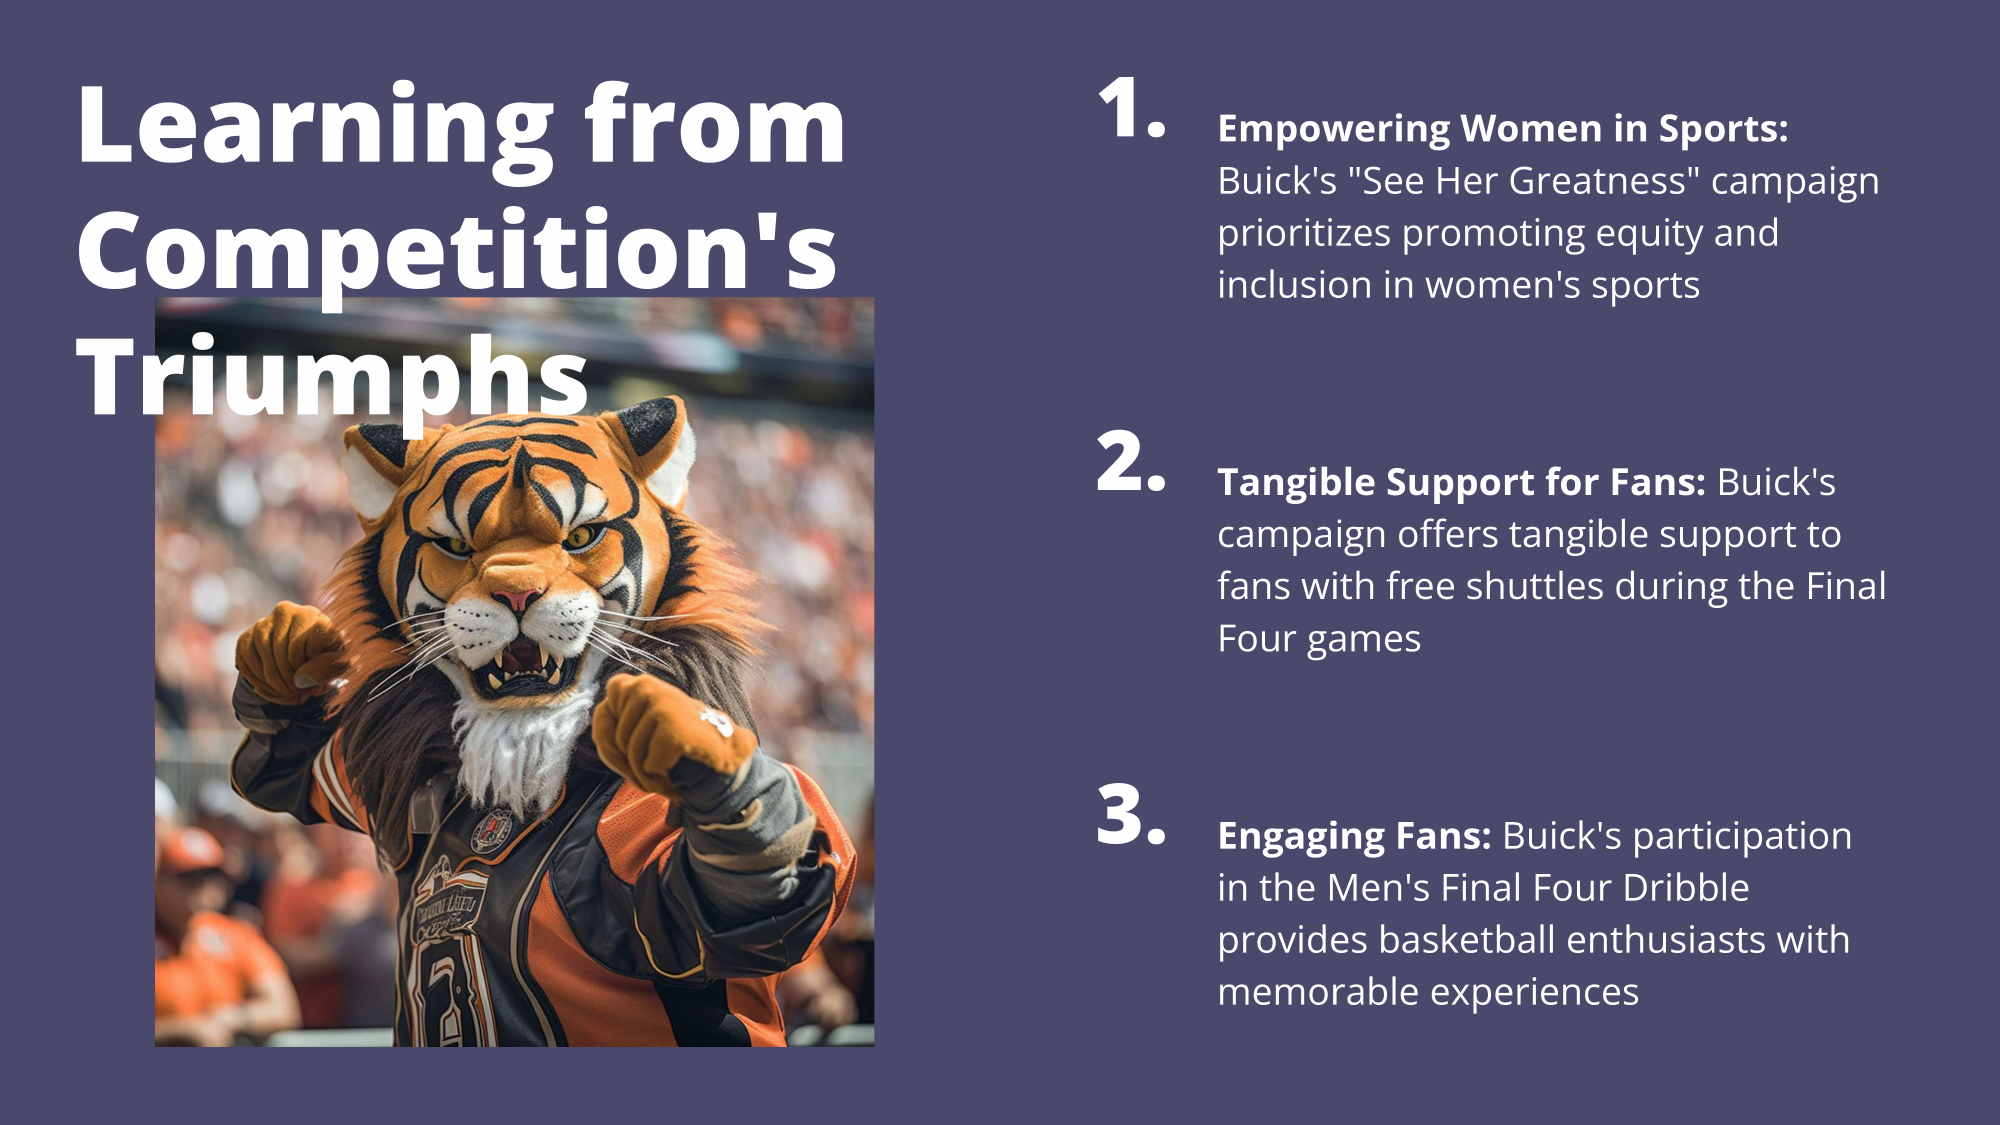 Learning from
Competition's
Triumphs
1.
Empowering Women in Sports:
Buick's "See Her Greatness" campaign
prioritizes promoting equity and
inclusion in women's sports
2.
Tangible Support for Fans: Buick's
campaign offers tangible support to
fans with free shuttles during the Final
Four games
3.
Engaging Fans: Buick's participation
in the Men's Final Four Dribble
provides basketball enthusiasts with
memorable experiences